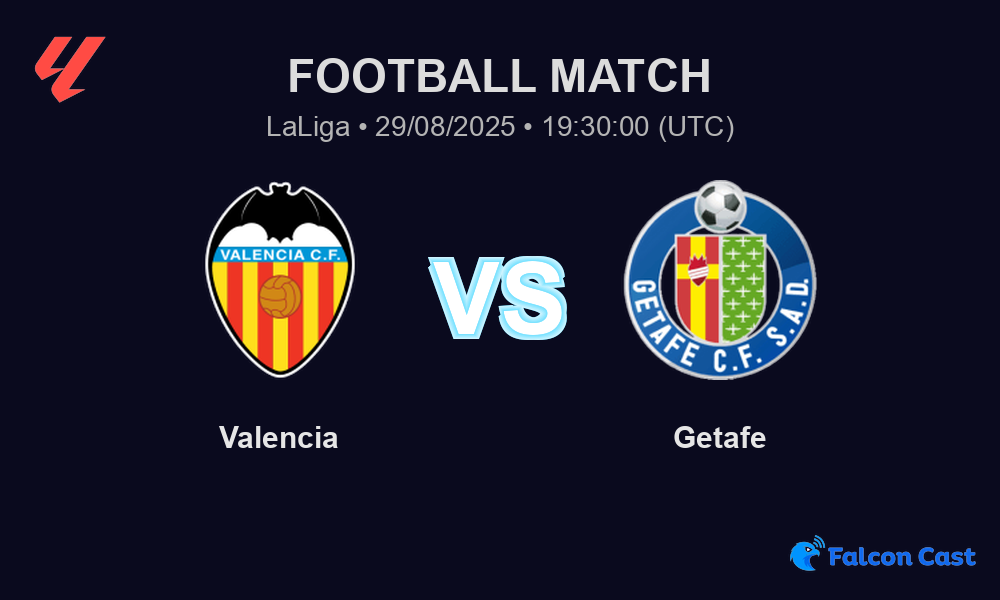 FOOTBALL MATCH
LaLiga • 29/08/2025 • 19:30:00 (UTC)
VALENCIA C.F.
VS
GETAFE C.F. S.A.D.
Valencia
Getafe
Falcon Cast